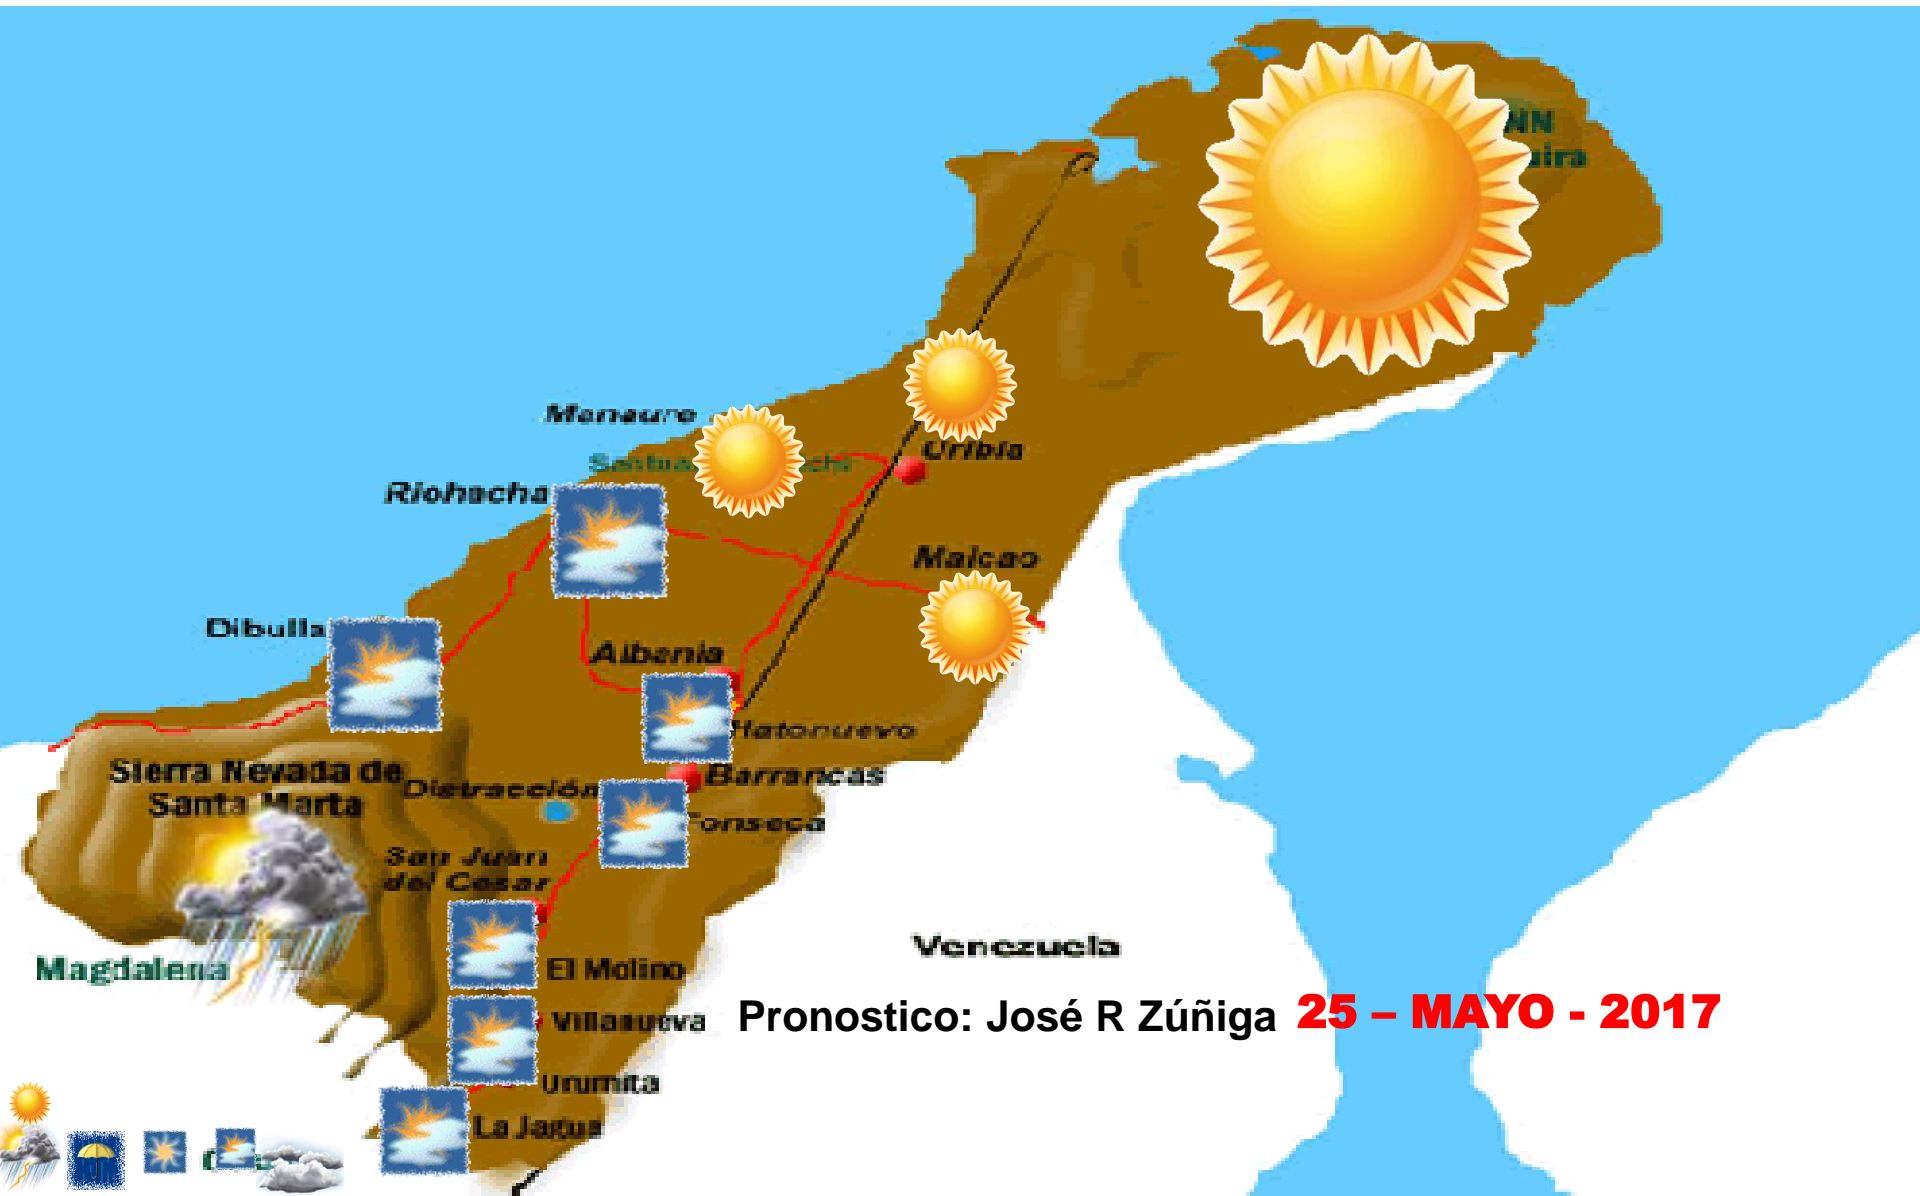 NN
Manaure
Uribia
Riohacha
Maicao
Dibulla
Albania
Hatonuevo
Sierra Nevada de
Santa Marta
Distracción
Barrancas
Fonseca
San Juan
del Cesar
Venezuela
Magdalena
El Molino
Pronostico: José R Zúñiga 25 – MAYO - 2017
Villanueva
Urumita
La Jagua